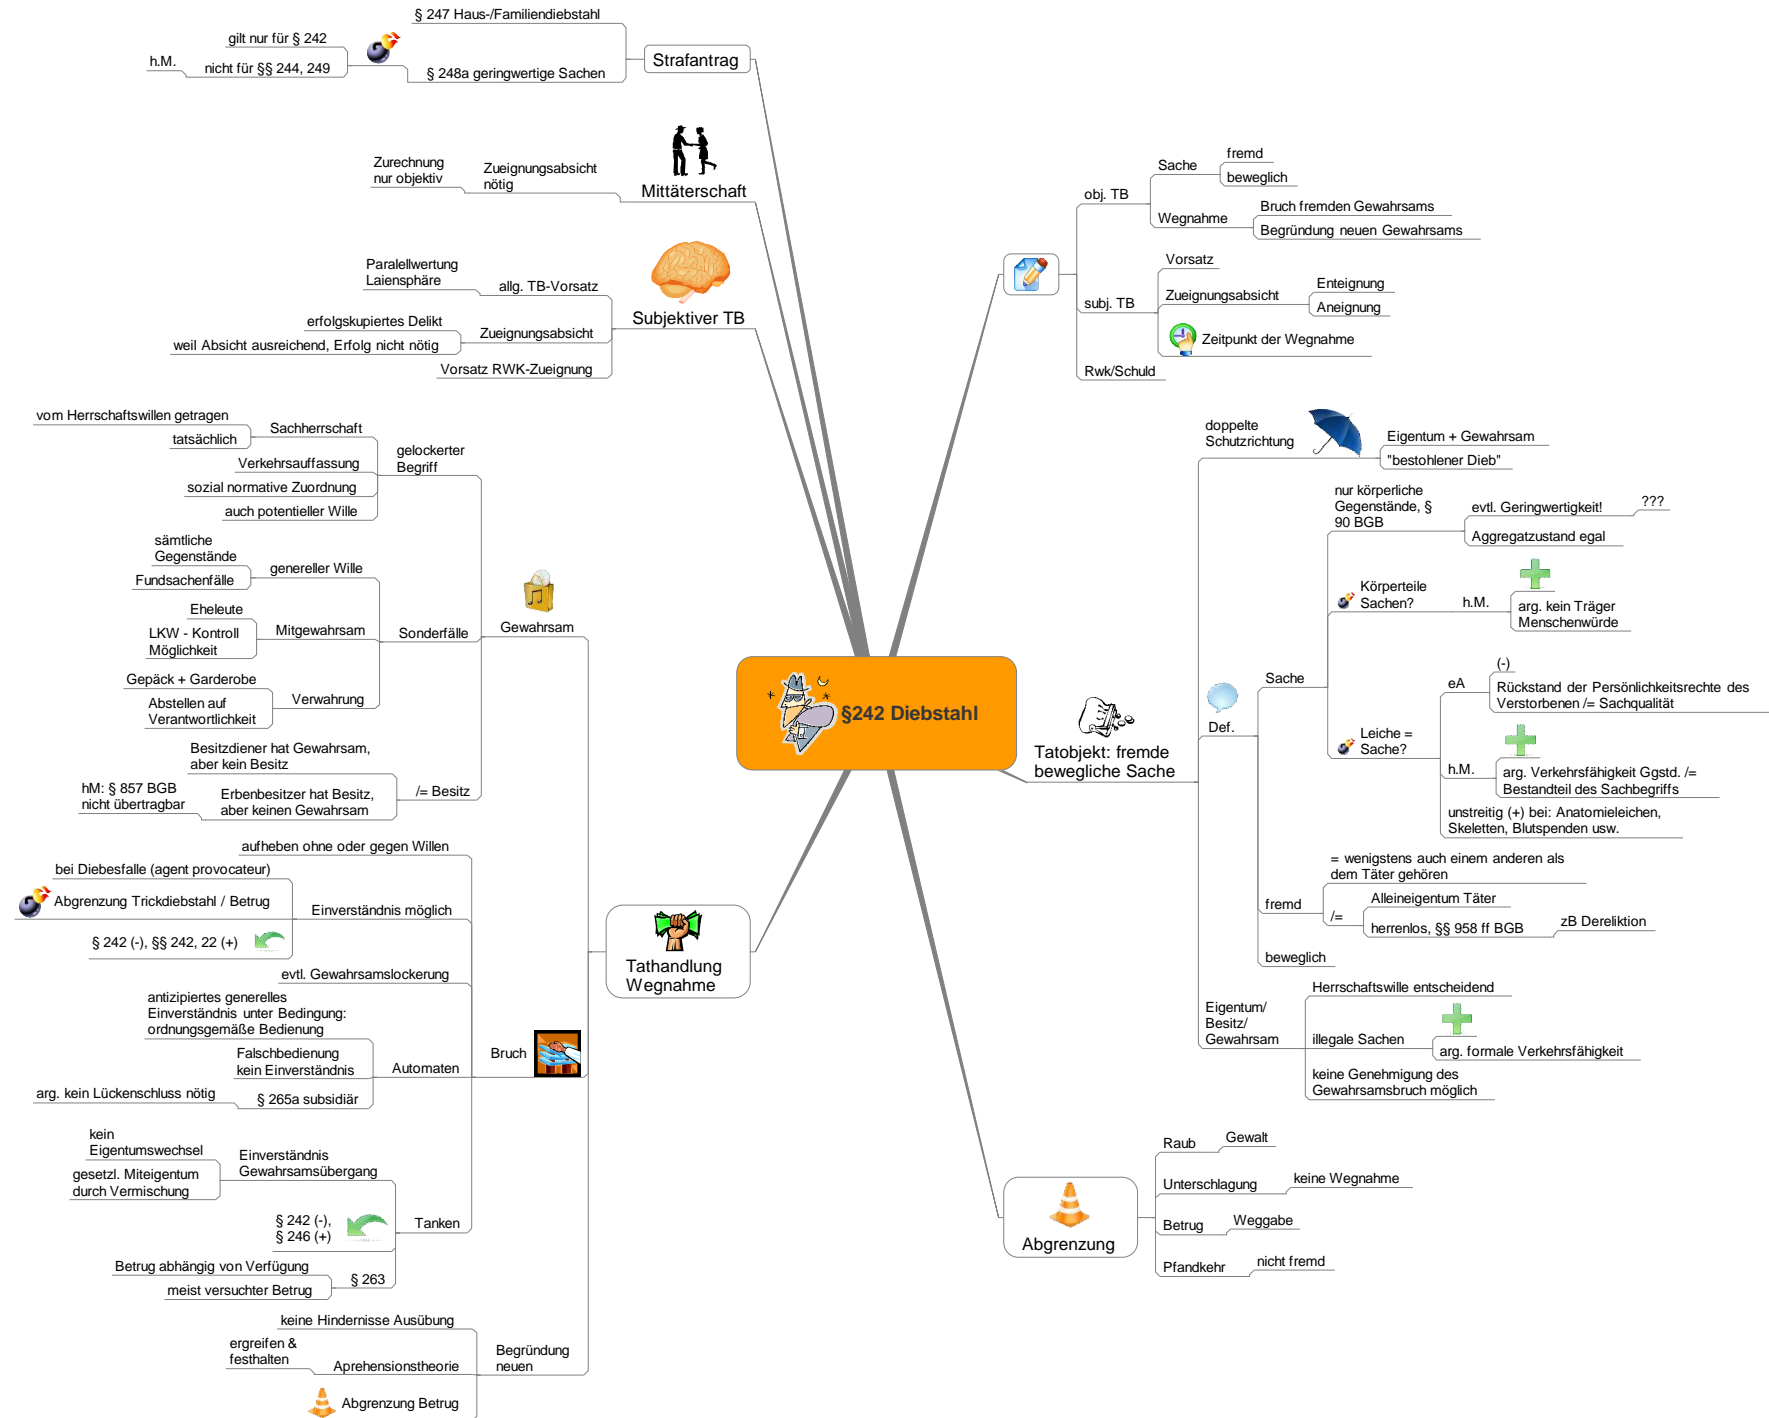 §242 Diebstahl
Strafantrag
§ 247 Haus-/Familiendiebstahl
§ 248a geringwertige Sachen
gilt nur für § 242
nicht für §§ 244, 249
h.M.
Mittäterschaft
Zueignungsabsicht
nötig
Zurechnung
nur objektiv
Subjektiver TB
allg. TB-Vorsatz
Paralellwertung
Laiensphäre
Zueignungsabsicht
erfolgskupiertes Delikt
weil Absicht ausreichend, Erfolg nicht nötig
Vorsatz RWK-Zueignung
Tathandlung
Wegnahme
Gewahrsam
gelockerter
Begriff
Sachherrschaft
vom Herrschaftswillen getragen
tatsächlich
Verkehrsauffassung
sozial normative Zuordnung
auch potentieller Wille
Sonderfälle
genereller Wille
sämtliche
Gegenstände
Fundsachenfälle
Mitgewahrsam
Eheleute
LKW - Kontroll
Möglichkeit
Verwahrung
Gepäck + Garderobe
Abstellen auf
Verantwortlichkeit
/= Besitz
Besitzdiener hat Gewahrsam,
aber kein Besitz
Erbenbesitzer hat Besitz,
aber keinen Gewahrsam
hM: § 857 BGB
nicht übertragbar
Bruch
aufheben ohne oder gegen Willen
Einverständnis möglich
bei Diebesfalle (agent provocateur)
Abgrenzung Trickdiebstahl / Betrug
§ 242 (-), §§ 242, 22 (+)
evtl. Gewahrsamslockerung
Automaten
antizipiertes generelles
Einverständnis unter Bedingung:
ordnungsgemäße Bedienung
Falschbedienung
kein Einverständnis
§ 265a subsidiär
arg. kein Lückenschluss nötig
Tanken
Einverständnis
Gewahrsamsübergang
kein
Eigentumswechsel
gesetzl. Miteigentum
durch Vermischung
§ 242 (-),
§ 246 (+)
§ 263
Betrug abhängig von Verfügung
meist versuchter Betrug
Begründung
neuen
keine Hindernisse Ausübung
Aprehensionstheorie
ergreifen &
festhalten
Abgrenzung Betrug
obj. TB
Sache
fremd
beweglich
Wegnahme
Bruch fremden Gewahrsams
Begründung neuen Gewahrsams
subj. TB
Vorsatz
Zueignungsabsicht
Enteignung
Aneignung
Zeitpunkt der Wegnahme
Rwk/Schuld
Tatobjekt: fremde
bewegliche Sache
doppelte
Schutzrichtung
Eigentum + Gewahrsam
"bestohlener Dieb"
Def.
Sache
nur körperliche
Gegenstände, §
90 BGB
evtl. Geringwertigkeit!
???
Aggregatzustand egal
Körperteile
Sachen?
h.M.
arg. kein Träger
Menschenwürde
Leiche =
Sache?
eA
(-)
Rückstand der Persönlichkeitsrechte des
Verstorbenen /= Sachqualität
h.M.
arg. Verkehrsfähigkeit Ggstd. /=
Bestandteil des Sachbegriffs
unstreitig (+) bei: Anatomieleichen,
Skeletten, Blutspenden usw.
fremd
= wenigstens auch einem anderen als
dem Täter gehören
/=
Alleineigentum Täter
herrenlos, §§ 958 ff BGB
zB Dereliktion
beweglich
Eigentum/
Besitz/
Gewahrsam
Herrschaftswille entscheidend
illegale Sachen
arg. formale Verkehrsfähigkeit
keine Genehmigung des
Gewahrsamsbruch möglich
Abgrenzung
Raub
Gewalt
Unterschlagung
keine Wegnahme
Betrug
Weggabe
Pfandkehr
nicht fremd